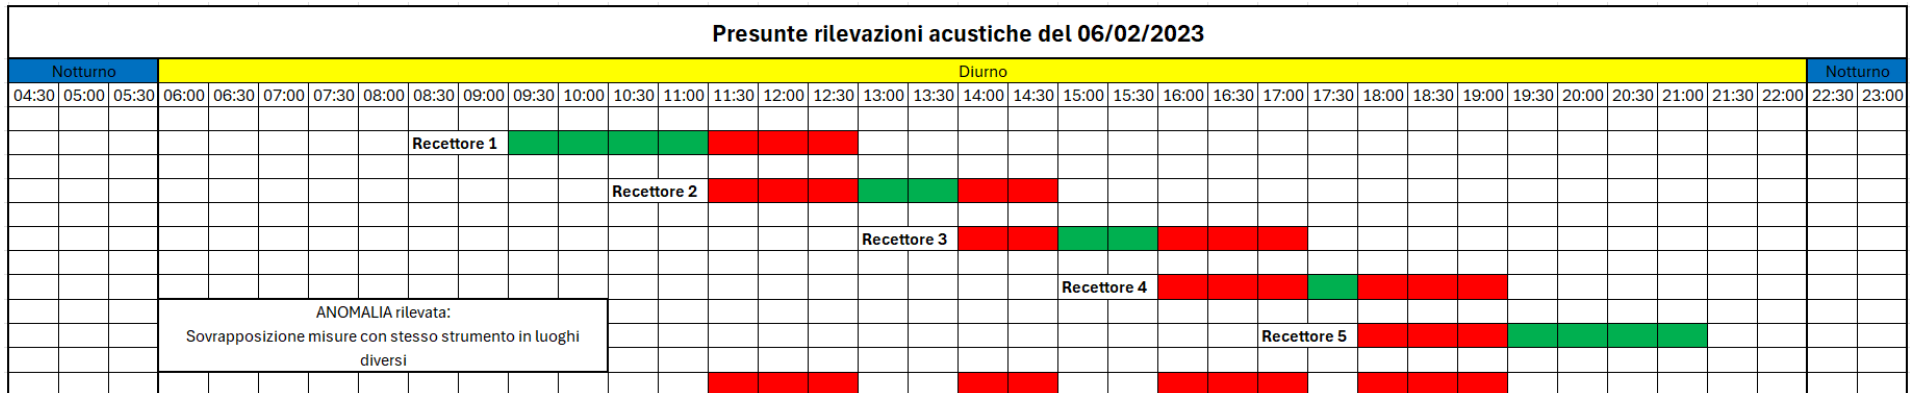 Presunte rilevazioni acustiche del 06/02/2023
Notturno Diurno Notturno
04:30 05:00 05:30 06:00 06:30 07:00 07:30 08:00 08:30 09:00 09:30 10:00 10:30 11:00 11:30 12:00 12:30 13:00 13:30 14:00 14:30 15:00 15:30 16:00 16:30 17:00 17:30 18:00 18:30 19:00 19:30 20:00 20:30 21:00 21:30 22:00 22:30 23:00
Recettore 1
Recettore 2
Recettore 3
Recettore 4
ANOMALIA rilevata:
Sovrapposizione misure con stesso strumento in luoghi
diversi
Recettore 5